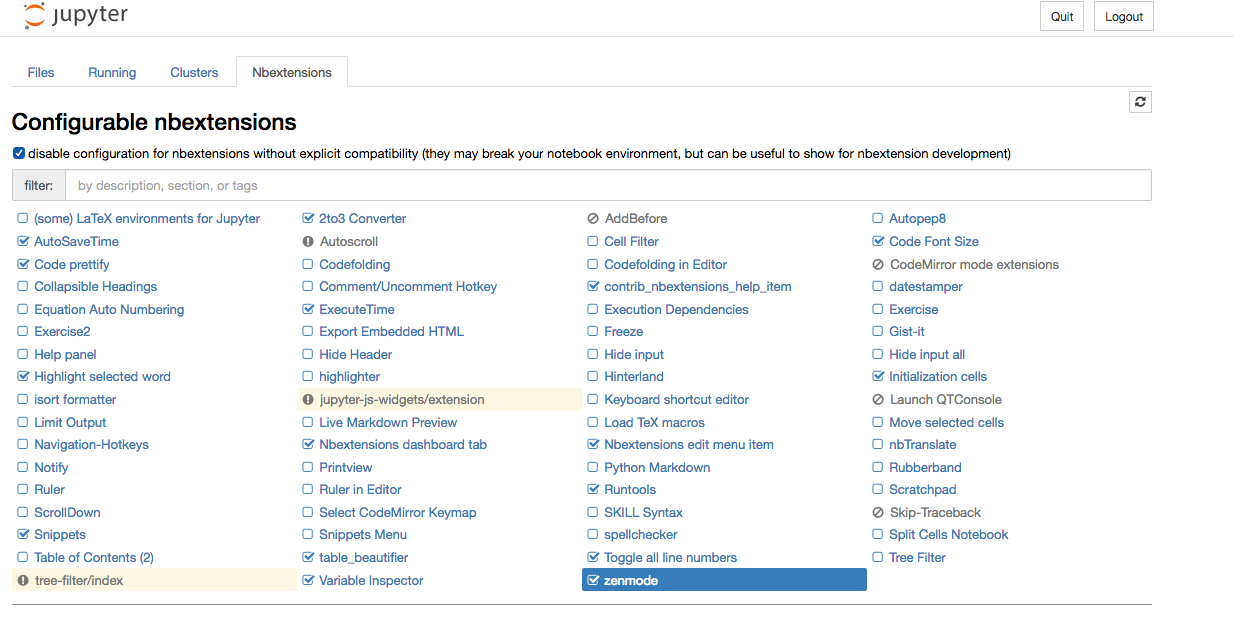 jupyter
Quit Logout
Files Running Clusters Nbextensions
Configurable nbextensions
disable configuration for nbextensions without explicit compatibility (they may break your notebook environment, but can be useful to show for nbextension development)
filter: by description, section, or tags
(some) LaTeX environments for Jupyter 2to3 Converter AddBefore Autopep8
AutoSaveTime Autoscroll Cell Filter Code Font Size
Code prettify Codefolding Codefolding in Editor CodeMirror mode extensions
Collapsible Headings Comment/Uncomment Hotkey contrib_nbextensions_help_item datestamper
Equation Auto Numbering ExecuteTime Execution Dependencies Exercise
Exercise2 Export Embedded HTML Freeze Gist-it
Help panel Hide Header Hide input Hide input all
Highlight selected word highlighter Hinterland Initialization cells
isort formatter jupyter-js-widgets/extension Keyboard shortcut editor Launch QTConsole
Limit Output Live Markdown Preview Load TeX macros Move selected cells
Navigation-Hotkeys Nbextensions dashboard tab Nbextensions edit menu item nbTranslate
Notify Printview Python Markdown Rubberband
Ruler Ruler in Editor Runtools Scratchpad
ScrollDown Select CodeMirror Keymap SKILL Syntax Skip-Traceback
Snippets Snippets Menu spellchecker Split Cells Notebook
Table of Contents (2) table_beautifier Toggle all line numbers Tree Filter
tree-filter/index Variable Inspector zenmode